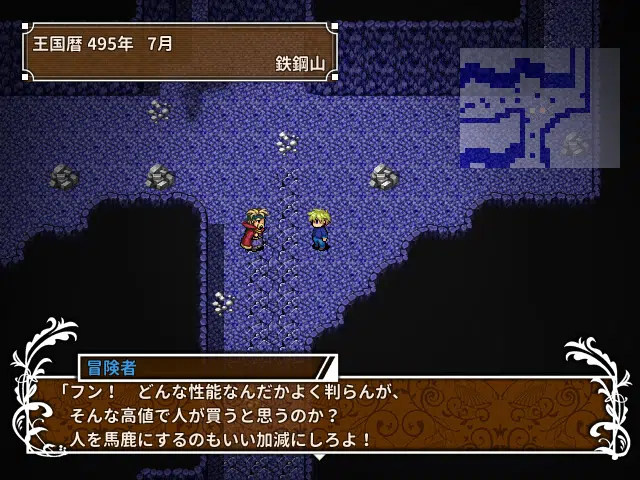 王国暦 495年 7月
鉄鋼山
冒険者
「フン！ どんな性能なんだかよく判らんが、
そんな高値で人が買うと思うのか？
人を馬鹿にするのもいい加減にしろよ！